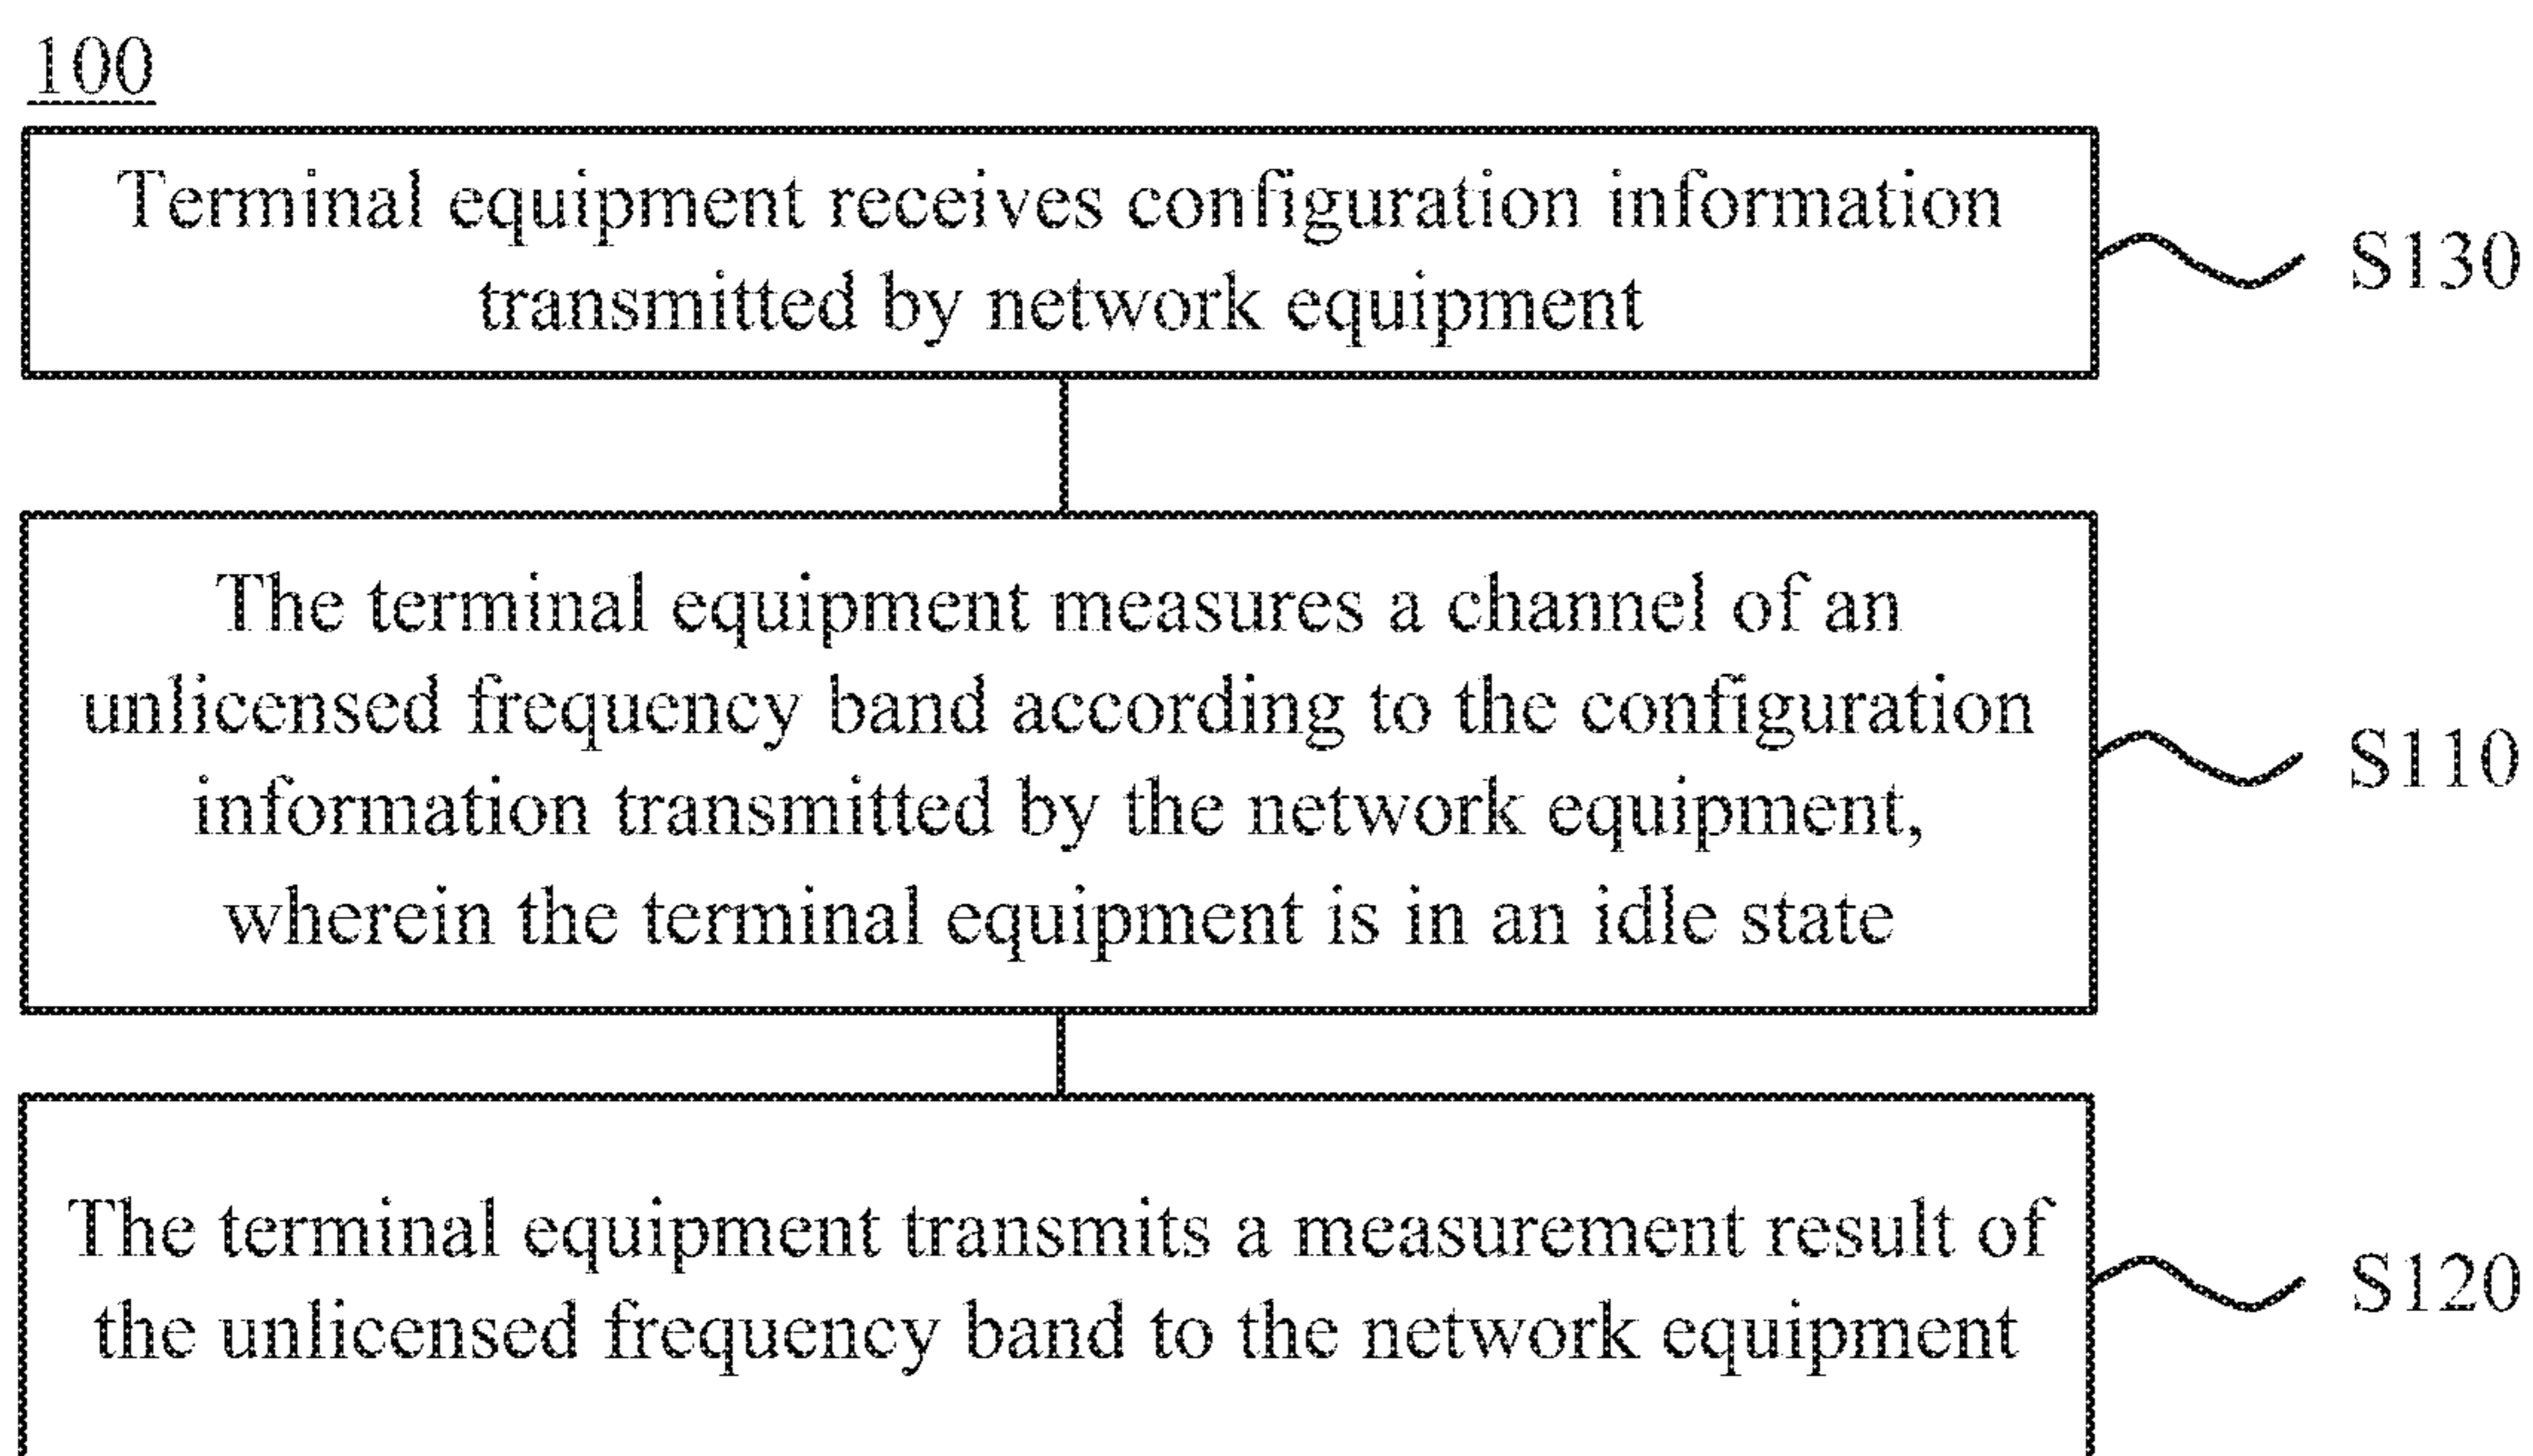 100
Terminal equipment receives configuration information
transmitted by network equipment
S130
The terminal equipment measures a channel of an
unlicensed frequency band according to the configuration
information transmitted by the network equipment,
wherein the terminal equipment is in an idle state
S110
The terminal equipment transmits a measurement result of
the unlicensed frequency band to the network equipment
S120